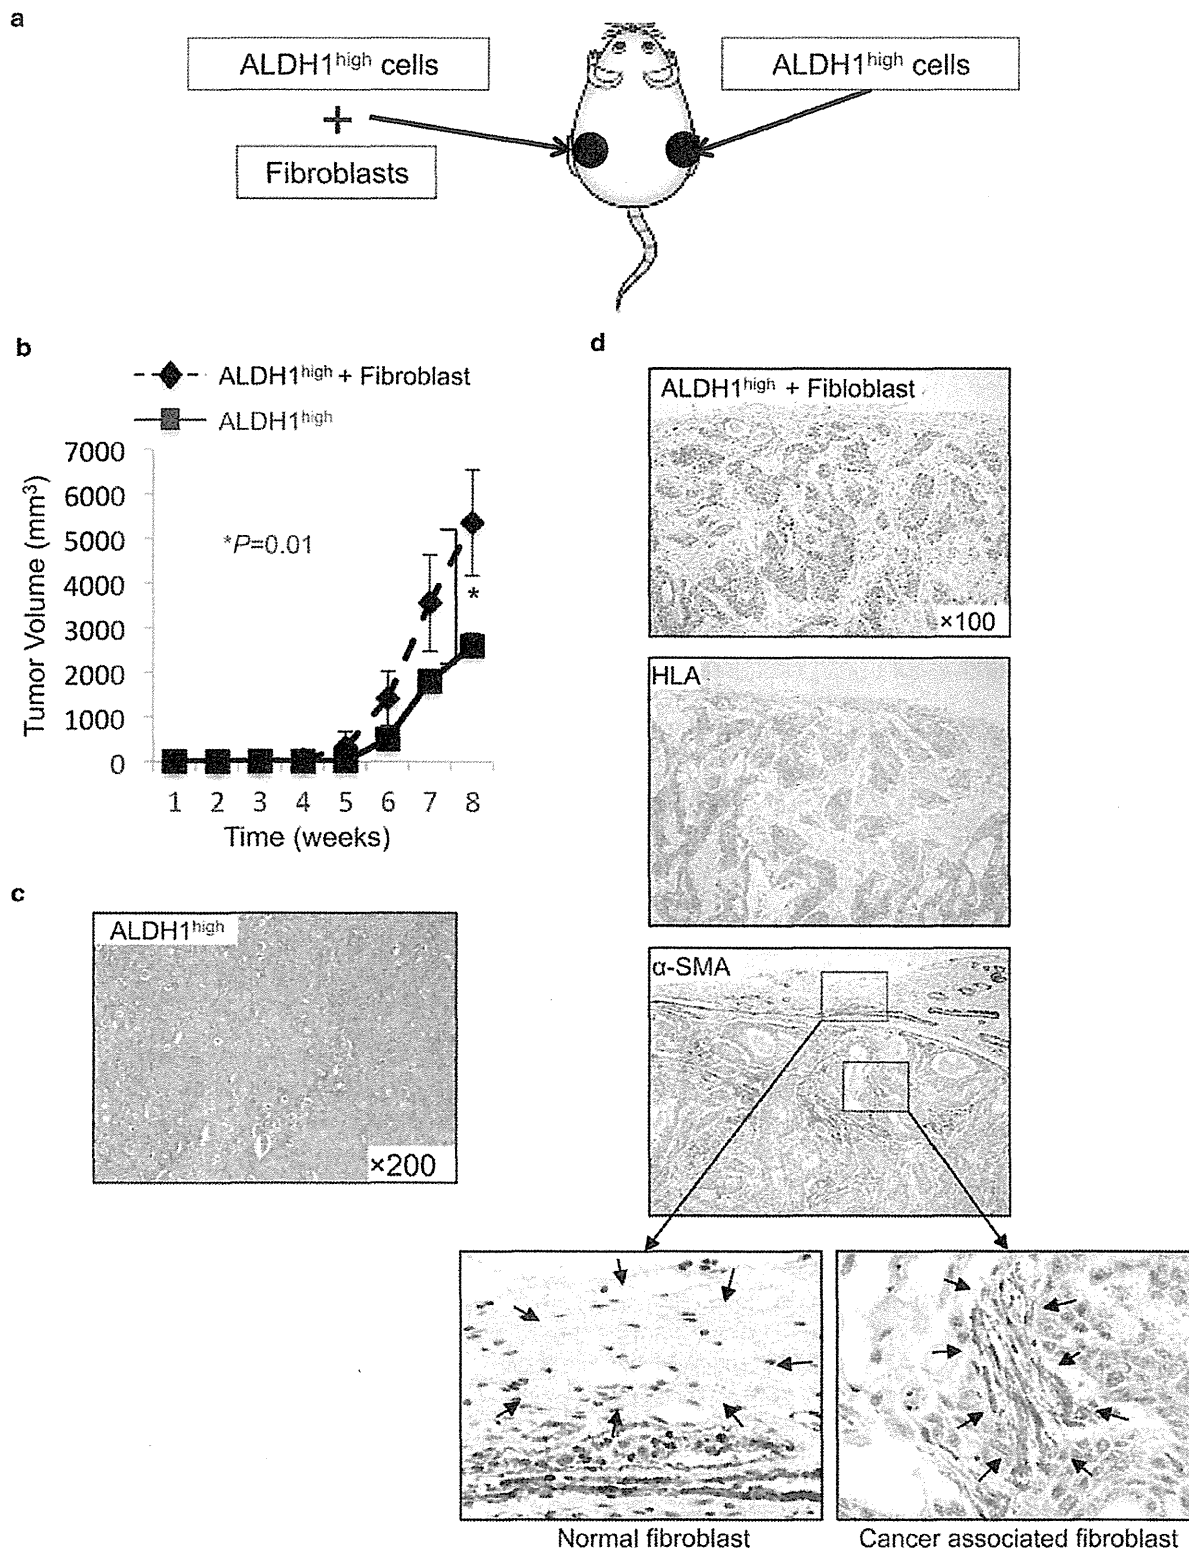 a
ALDH1high cells
+
Fibroblasts
ALDH1high cells
b
ALDH1high + Fibroblast
ALDH1high
Tumor Volume (mm3)
7000
6000
5000
4000
3000
2000
1000
0
*P=0.01
*
1 2 3 4 5 6 7 8
Time (weeks)
c
ALDH1high
×200
d
ALDH1high + Fibloblast
×100
HLA
α-SMA
Normal fibroblast
Cancer associated fibroblast